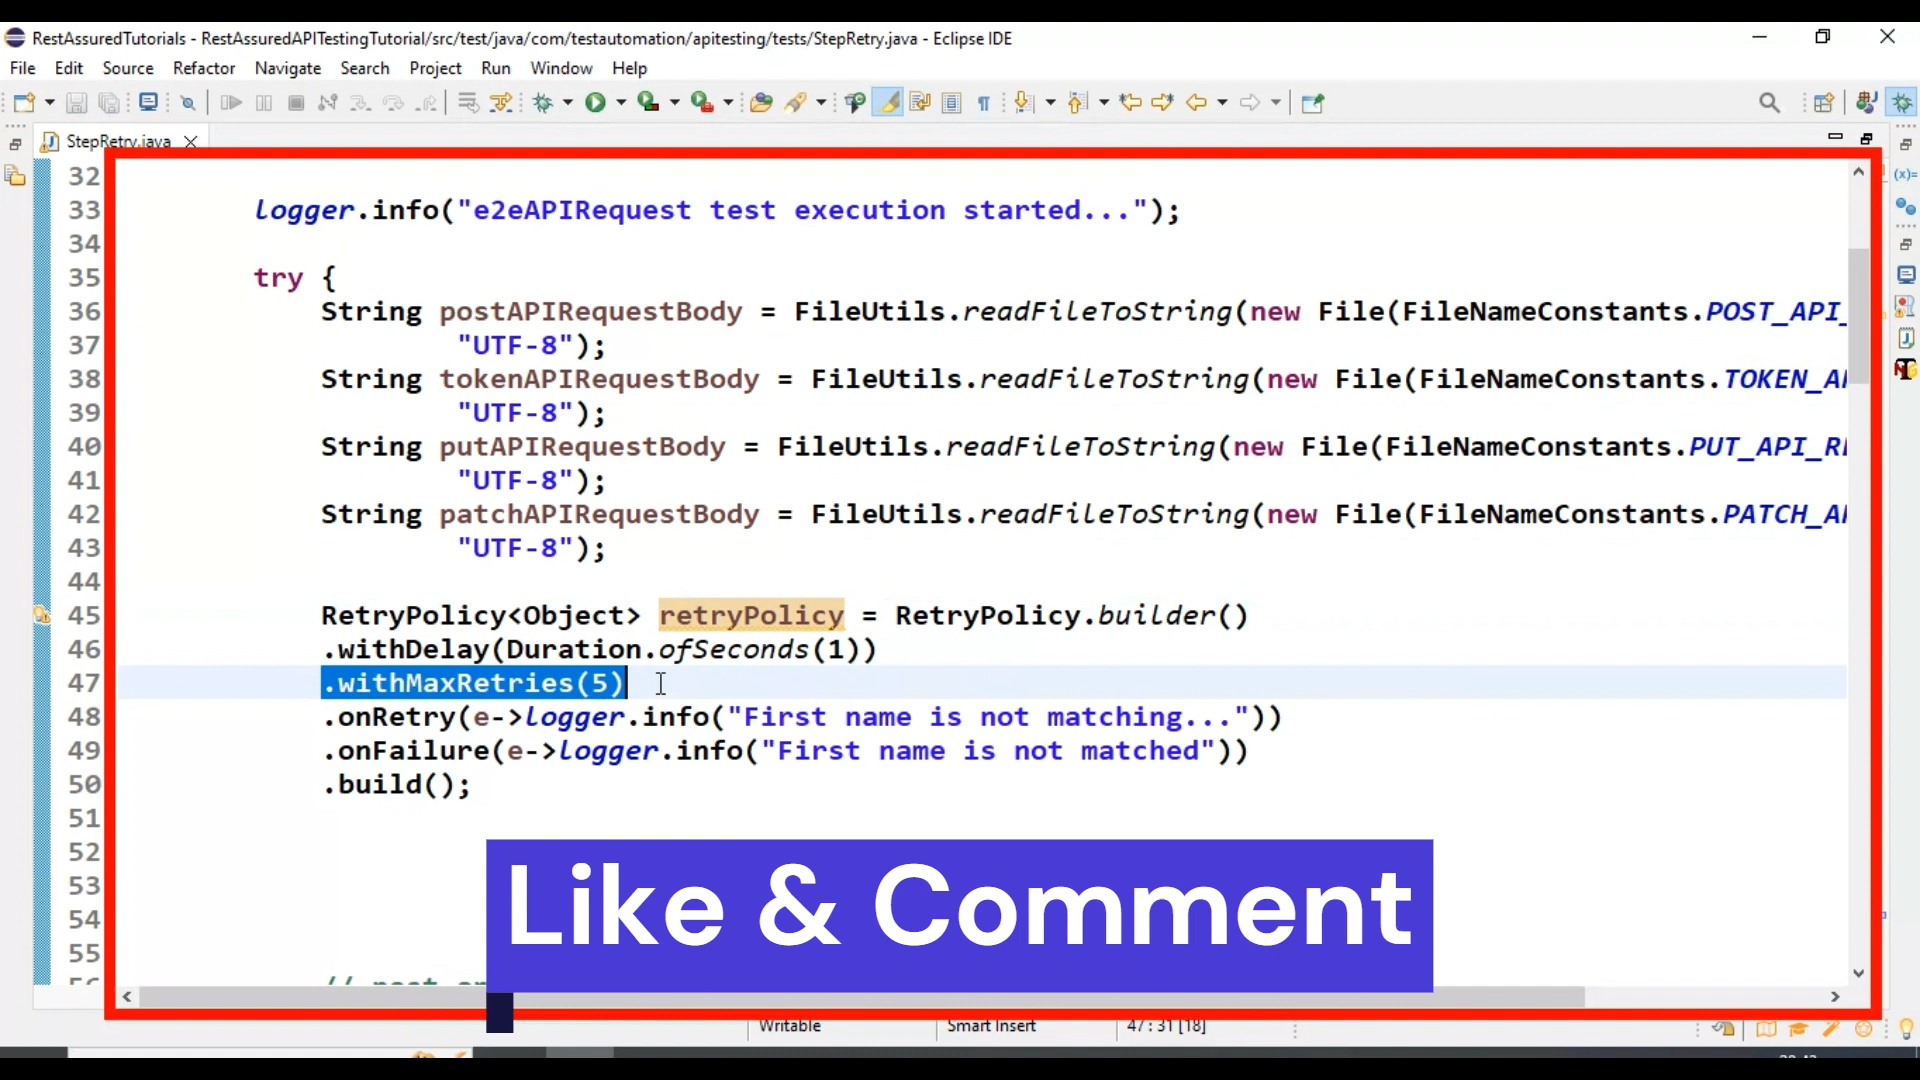 RestAssuredTutorials - RestAssuredAPITestingTutorial/src/test/java/com/testautomation/apitesting/tests/StepRetry.java - Eclipse IDE
File Edit Source Refactor Navigate Search Project Run Window Help
StepRetry.java
32
33 logger.info("e2eAPIRequest test execution started...");
34
35 try {
36 String postAPIRequestBody = FileUtils.readFileToString(new File(FileNameConstants.POST_API_
37 "UTF-8");
38 String tokenAPIRequestBody = FileUtils.readFileToString(new File(FileNameConstants.TOKEN_A
39 "UTF-8");
40 String putAPIRequestBody = FileUtils.readFileToString(new File(FileNameConstants.PUT_API_R
41 "UTF-8");
42 String patchAPIRequestBody = FileUtils.readFileToString(new File(FileNameConstants.PATCH_A
43 "UTF-8");
44
45 RetryPolicy<Object> retryPolicy = RetryPolicy.builder()
46 .withDelay(Duration.ofSeconds(1))
47 .withMaxRetries(5)
48 .onRetry(e->logger.info("First name is not matching..."))
49 .onFailure(e->logger.info("First name is not matched"))
50 .build();
51
52
53
54
55
Like & Comment
Writable Smart Insert 47 : 31 [18]